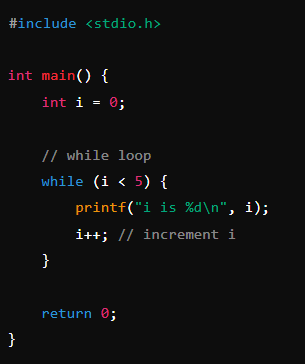 #include <stdio.h>

int main() {
    int i = 0;

    // while loop
    while (i < 5) {
        printf("i is %d\n", i);
        i++; // increment i
    }

    return 0;
}